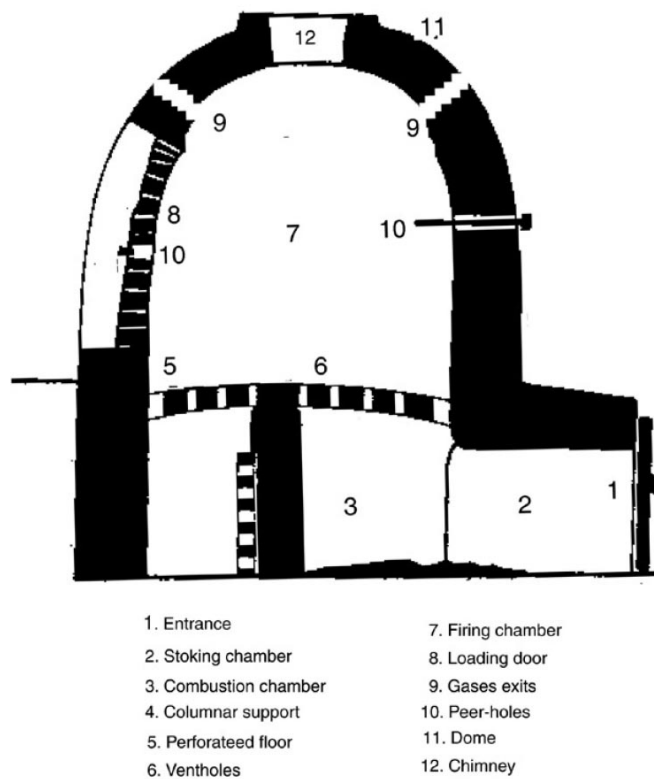 11
12
9
9
8
7
10
10
5
6
3
2
1
1. Entrance
2. Stoking chamber
3. Combustion chamber
4. Columnar support
5. Perforateed floor
6. Ventholes
7. Firing chamber
8. Loading door
9. Gases exits
10. Peer-holes
11. Dome
12. Chimney